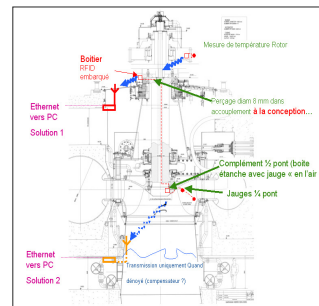 Mesure de température Rotor
Boitier
RFID
embarqué
Ethernet
vers PC
Solution 1
Perçage diam 8 mm dans
accouplement à la conception…
Complément ½ pont (boite
étanche avec jauge « en l'air
Jauges ¼ pont
Ethernet
vers PC
Solution 2
Transmission uniquement Quand
dénoyé (compensateur ?)